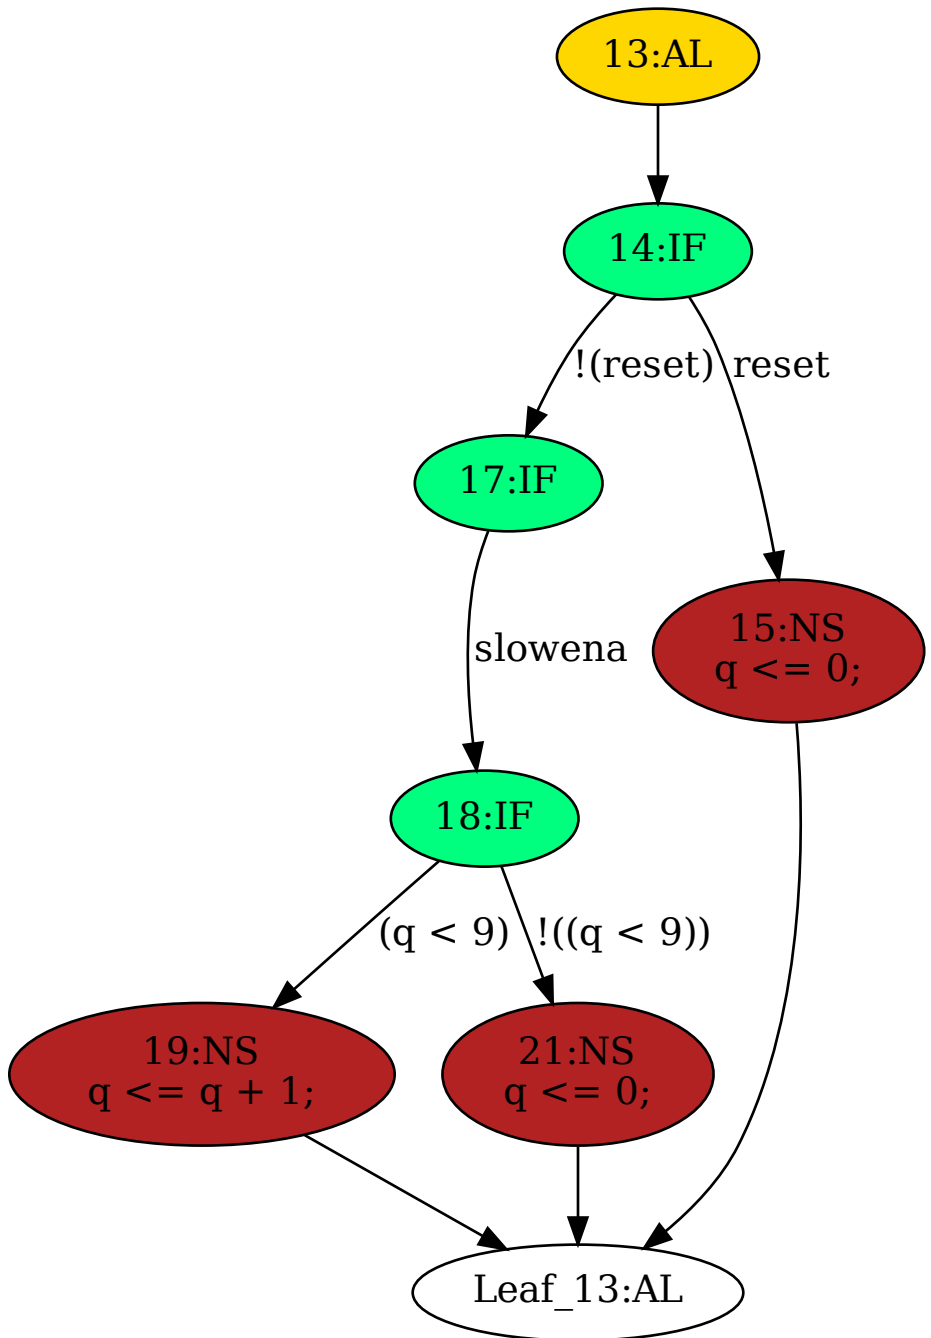 13:AL
14:IF
!(reset)
reset
17:IF
15:NS
q <= 0;
slowena
18:IF
(q < 9)
!((q < 9))
19:NS
q <= q + 1;
21:NS
q <= 0;
Leaf_13:AL